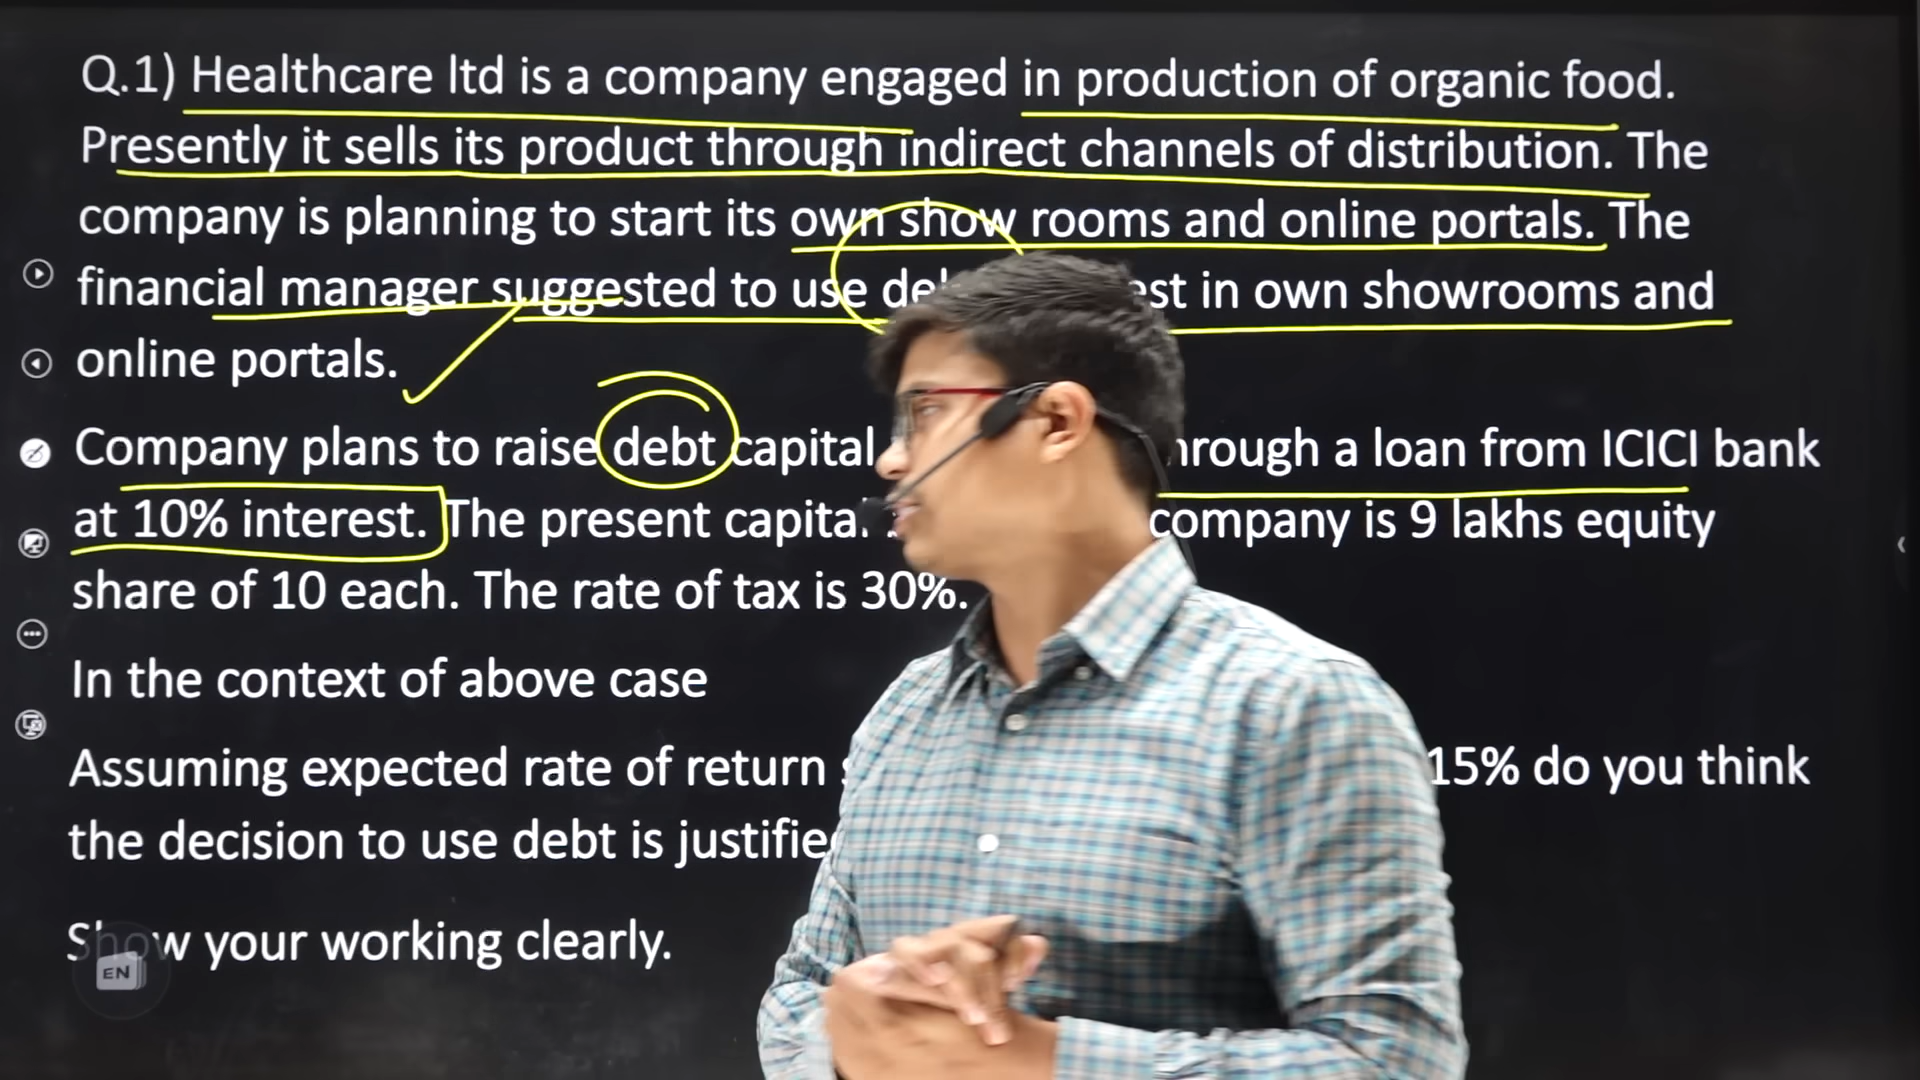 Q.1) Healthcare ltd is a company engaged in production of organic food.
Presently it sells its product through indirect channels of distribution. The
company is planning to start its own show rooms and online portals. The
financial manager suggested to use in own showrooms and
online portals.
Company plans to raise debt capital through a loan from ICICI bank
at 10% interest. The present capital company is 9 lakhs equity
share of 10 each. The rate of tax is 30%.
In the context of above case
Assuming expected rate of return 15% do you think
the decision to use debt is justified
Show your working clearly.
EN